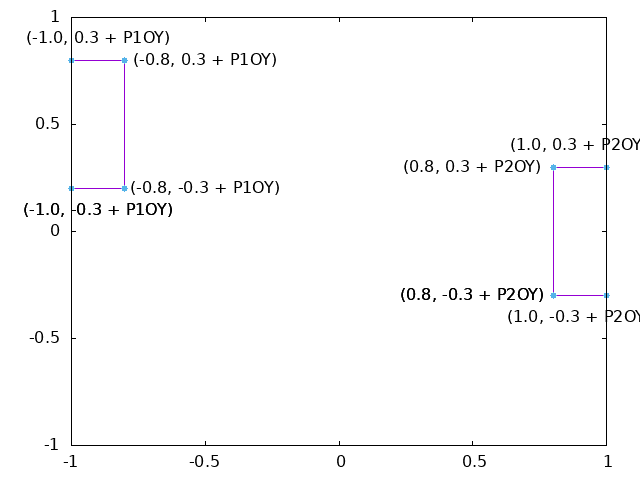 1
(-1.0, 0.3 + P1OY)
(-0.8, 0.3 + P1OY)
0.5
(1.0, 0.3 + P2OY
(0.8, 0.3 + P2OY)
(-0.8, -0.3 + P1OY)
(-1.0, -0.3 + P1OY)
0
(0.8, -0.3 + P2OY)
(1.0, -0.3 + P2OY
-0.5
-1
-1 -0.5 0 0.5 1